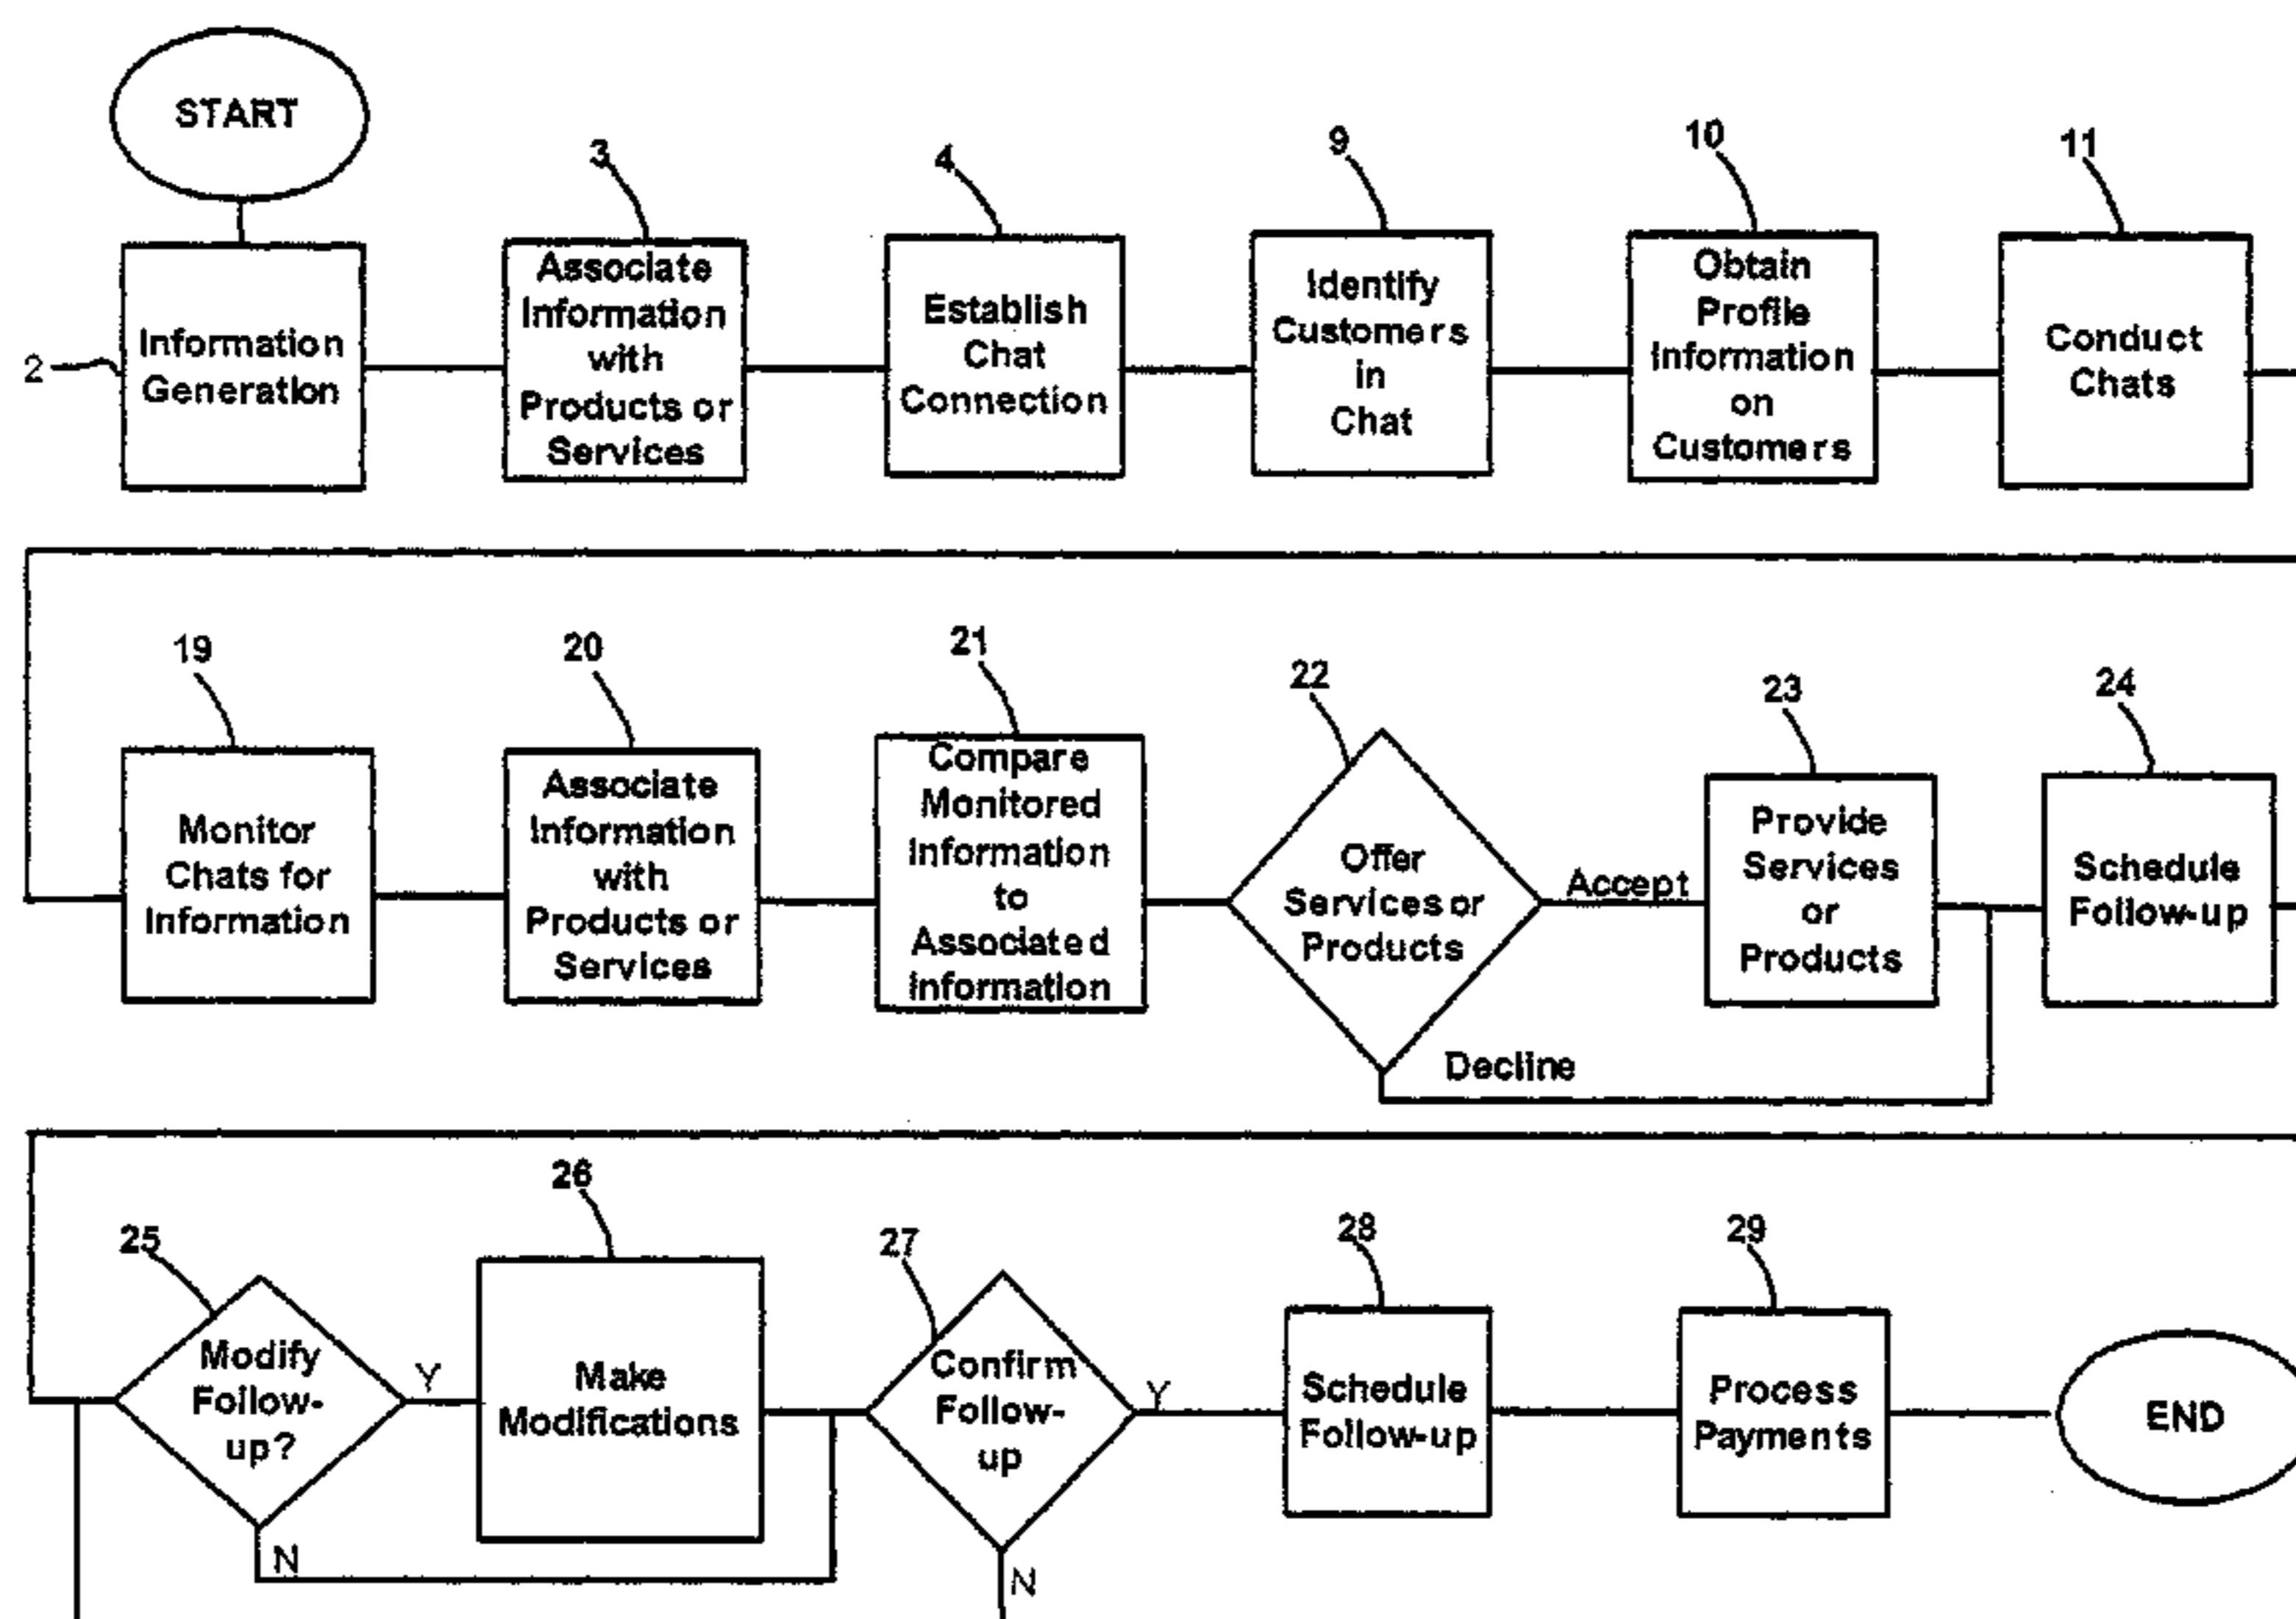 START
2
Information
Generation
3
Associate
Information
with
Products or
Services
4
Establish
Chat
Connection
9
Identify
Customers
in
Chat
10
Obtain
Profile
Information
on
Customers
11
Conduct
Chats
19
Monitor
Chats for
Information
20
Associate
Information
with
Products or
Services
21
Compare
Monitored
Information
to
Associated
Information
22
Offer
Services or
Products
Accept
Decline
23
Provide
Services
or
Products
24
Schedule
Follow-up
25
Modify
Follow-
up?
Y
N
26
Make
Modifications
27
Confirm
Follow-
up
Y
N
28
Schedule
Follow-up
29
Process
Payments
END